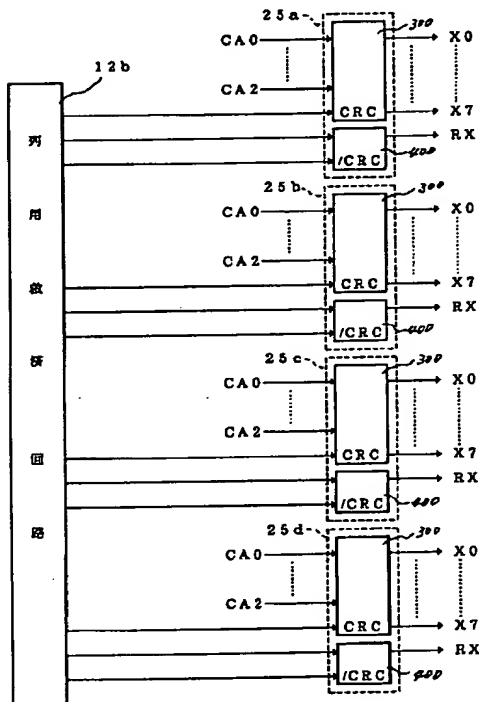 12b
列用救済回路
25a
300
CA0
X0
CA2
CRC
X7
RX
/CRC
400
25b
300
CA0
X0
CA2
CRC
X7
RX
/CRC
400
25c
300
CA0
X0
CA2
CRC
X7
RX
/CRC
400
25d
300
CA0
X0
CA2
CRC
X7
RX
/CRC
400